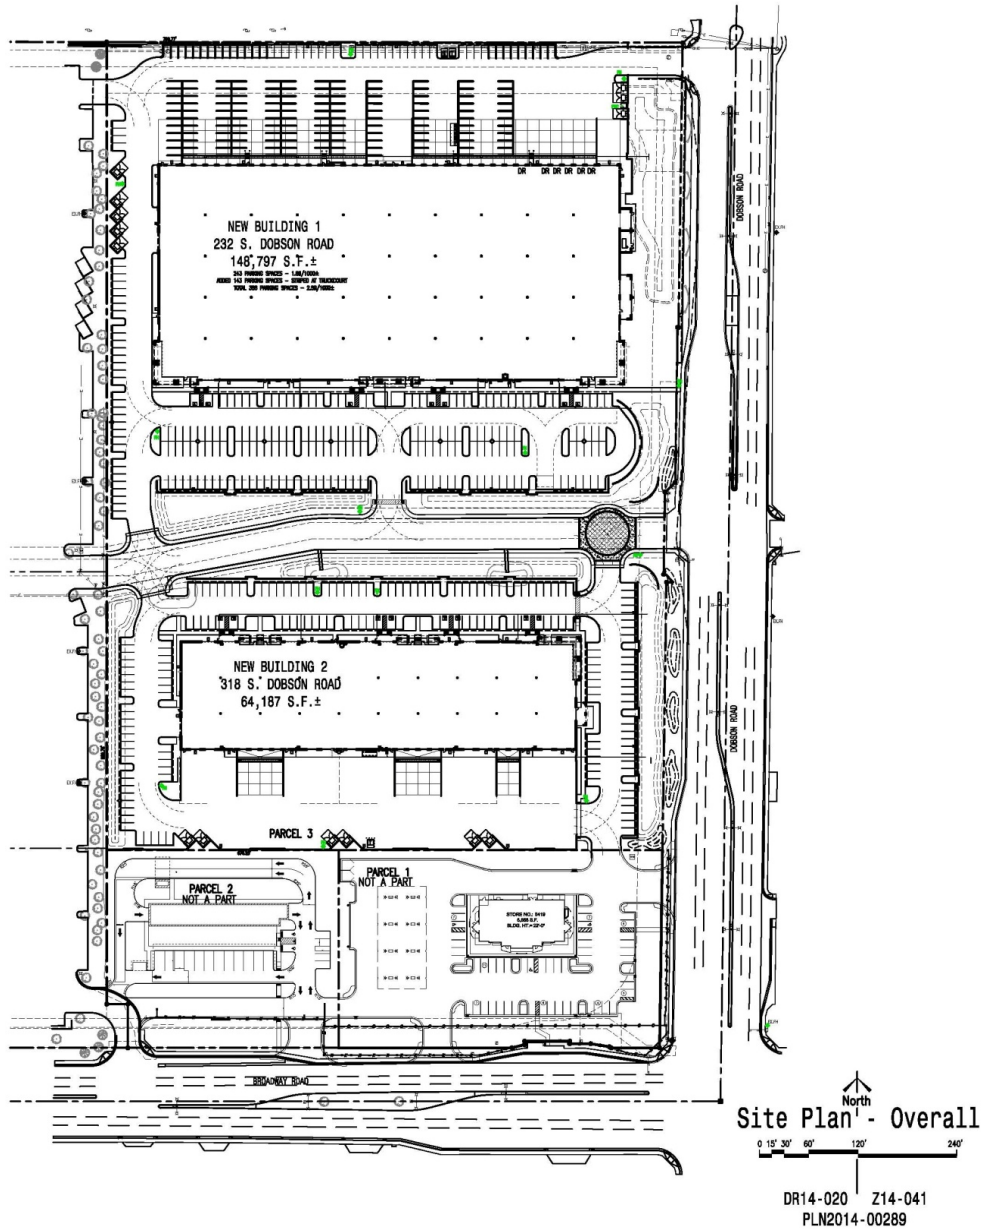 DR DR DR DR DR DR
NEW BUILDING 1
232 S. DOBSON ROAD
148,797 S.F.±
DOBSON ROAD
NEW BUILDING 2
318 S. DOBSON ROAD
64,187 S.F.±
DOBSON ROAD
PARCEL 3
PARCEL 2
NOT A PART
PARCEL 1
NOT A PART
BROADWAY ROAD
North
Site Plan - Overall
0 15' 30' 60' 120' 240'
DR14-020 Z14-041
PLN2014-00289